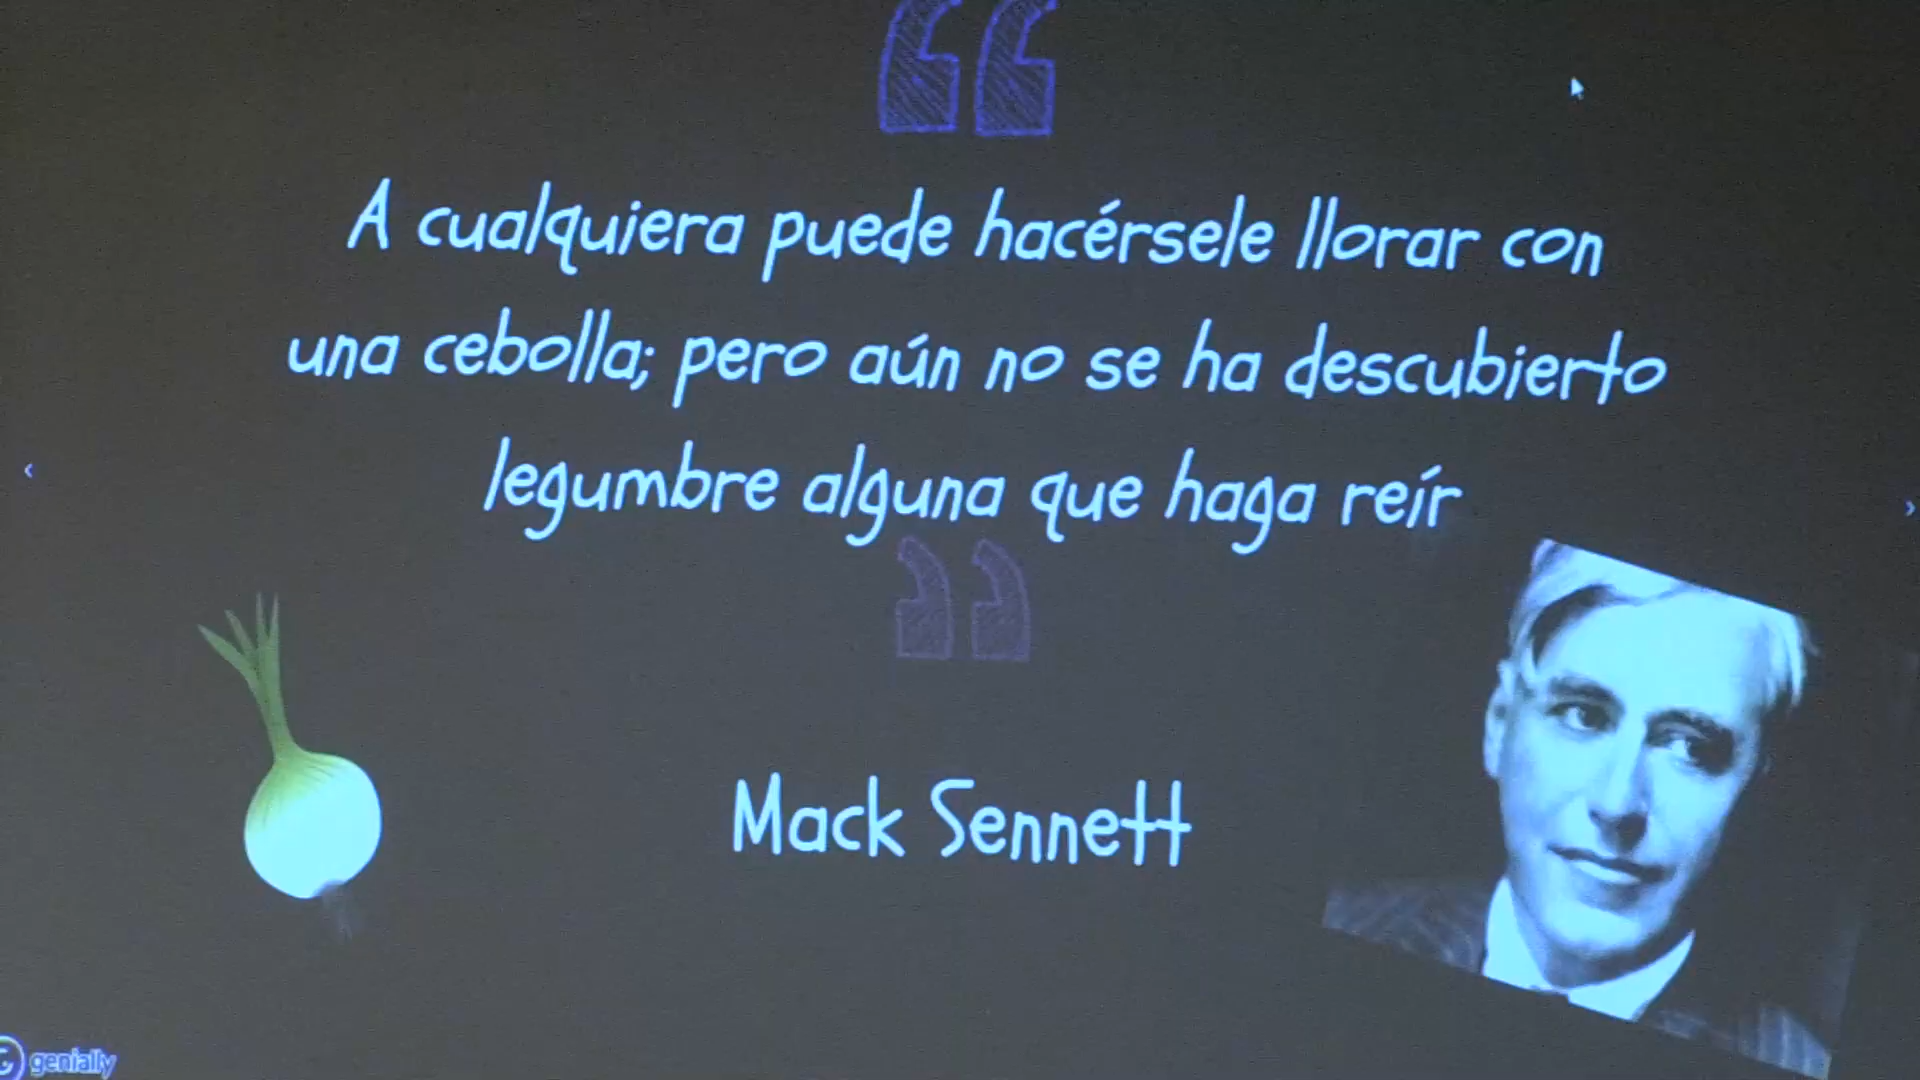 A cualquiera puede hacérsele llorar con
una cebolla; pero aún no se ha descubierto
legumbre alguna que haga reír
Mack Sennett
genially